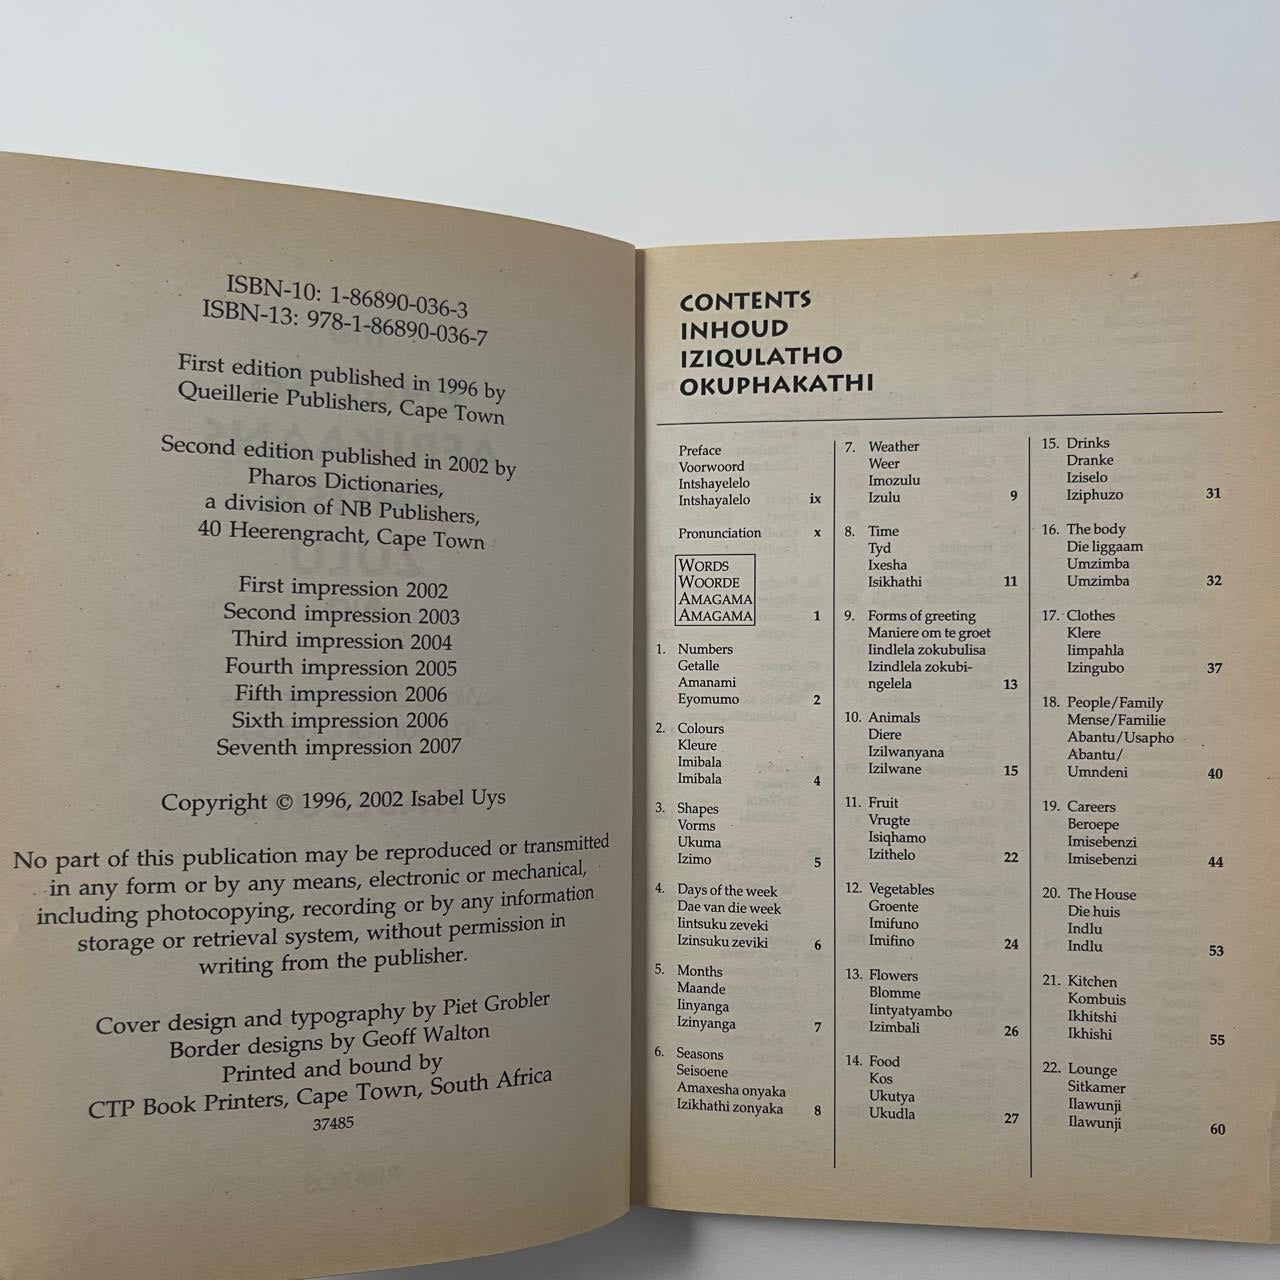 ISBN-10: 1-86890-036-3
ISBN-13: 978-1-86890-036-7
First edition published in 1996 by
Queillerie Publishers, Cape Town
Second edition published in 2002 by
Pharos Dictionaries,
a division of NB Publishers,
40 Heerengracht, Cape Town
First impression 2002
Second impression 2003
Third impression 2004
Fourth impression 2005
Fifth impression 2006
Sixth impression 2006
Seventh impression 2007
Copyright © 1996, 2002 Isabel Uys
No part of this publication may be reproduced or transmitted
in any form or by any means, electronic or mechanical,
including photocopying, recording or by any information
storage or retrieval system, without permission in
writing from the publisher.
Cover design and typography by Piet Grobler
Border designs by Geoff Walton
Printed and bound by
CTP Book Printers, Cape Town, South Africa
37485
CONTENTS
INHOUD
IZIQULATHO
OKUPHAKATHI
Preface
Voorwoord
Intshayelelo
Intshayalelo ix
Pronunciation x
WORDS
WOORDE
AMAGAMA
AMAGAMA 1
1. Numbers
Getalle
Amanami
Eyomumo 2
2. Colours
Kleure
Imibala
Imibala 4
3. Shapes
Vorms
Ukuma
Izimo 5
4. Days of the week
Dae van die week
Iintsuku zeveki
Izinsuku zeviki 6
5. Months
Maande
Iinyanga
Izinyanga 7
6. Seasons
Seisoene
Amaxesha onyaka
Izikhathi zonyaka 8
7. Weather
Weer
Imozulu
Izulu 9
8. Time
Tyd
Ixesha
Isikhathi 11
9. Forms of greeting
Maniere om te groet
Iindlela zokubulisa
Izindlela zokubi-
ngelela 13
10. Animals
Diere
Izilwanyana
Izilwane 15
11. Fruit
Vrugte
Isiqhamo
Izithelo 22
12. Vegetables
Groente
Imifuno
Imifino 24
13. Flowers
Blomme
Iintyatyambo
Izimbali 26
14. Food
Kos
Ukutya
Ukudla 27
15. Drinks
Dranke
Iziselo
Iziphuzo 31
16. The body
Die liggaam
Umzimba
Umzimba 32
17. Clothes
Klere
Iimpahla
Izingubo 37
18. People/Family
Mense/Familie
Abantu/Usapho
Abantu/
Umndeni 40
19. Careers
Beroepe
Imisebenzi
Imisebenzi 44
20. The House
Die huis
Indlu
Indlu 53
21. Kitchen
Kombuis
Ikhitshi
Ikhishi 55
22. Lounge
Sitkamer
Ilawunji
Ilawunji 60